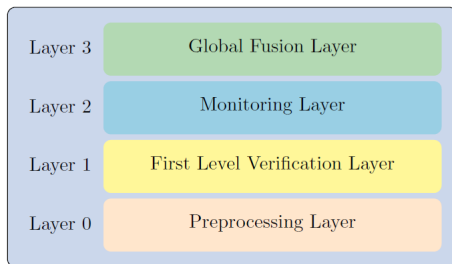 Layer 3 Global Fusion Layer
Layer 2 Monitoring Layer
Layer 1 First Level Verification Layer
Layer 0 Preprocessing Layer